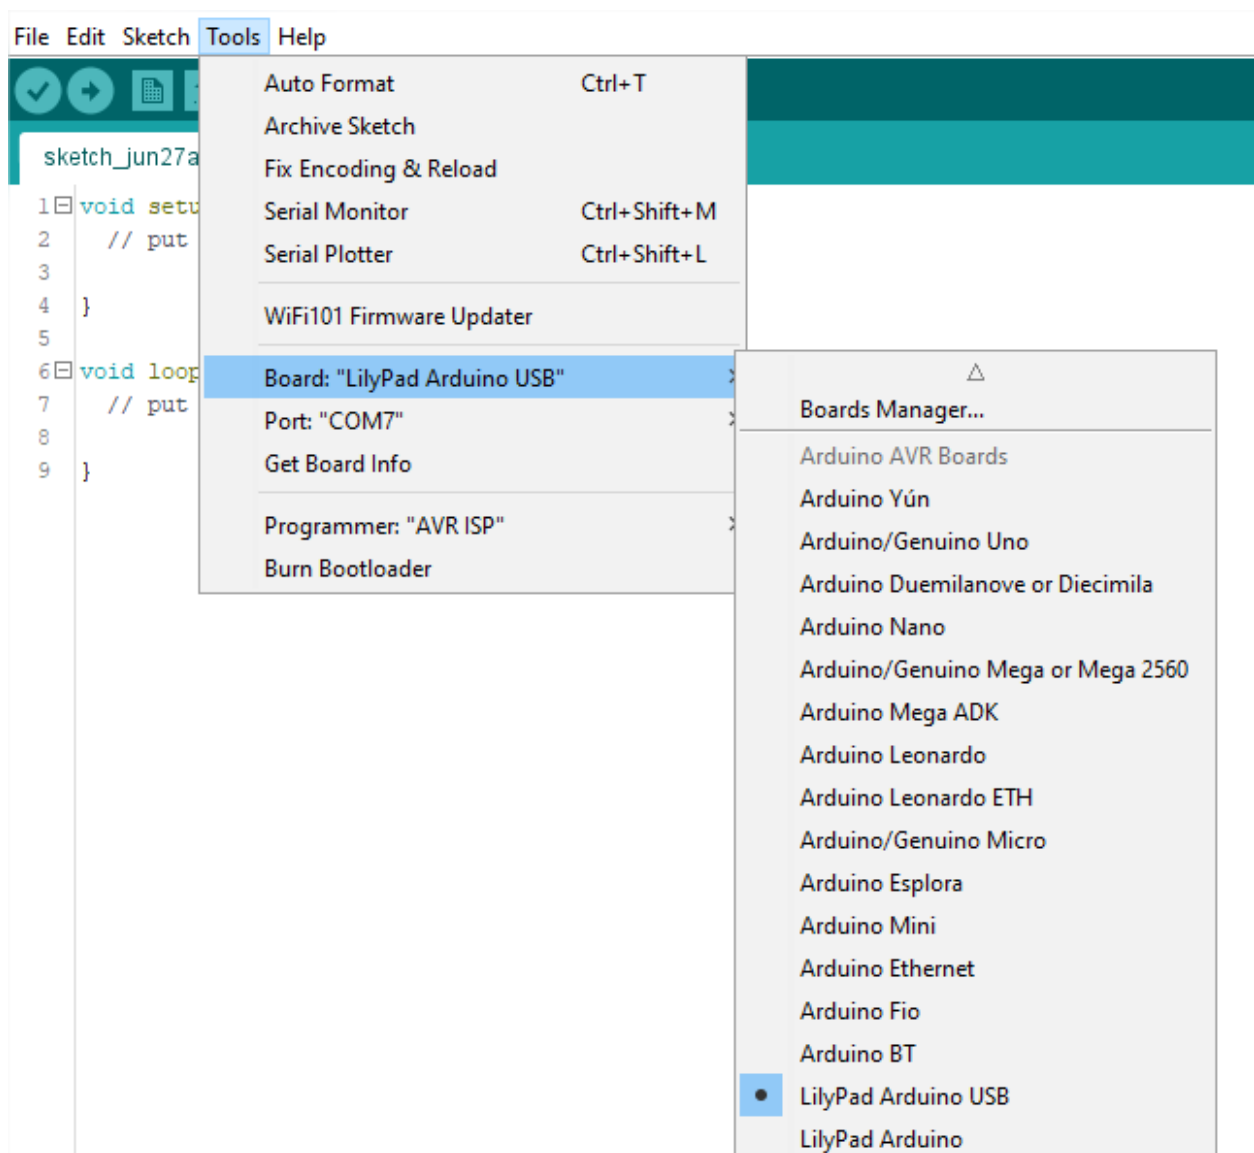 File Edit Sketch Tools Help
Auto Format Ctrl+T
Archive Sketch
Fix Encoding & Reload
Serial Monitor Ctrl+Shift+M
Serial Plotter Ctrl+Shift+L
WiFi101 Firmware Updater
Board: "LilyPad Arduino USB"
Port: "COM7"
Get Board Info
Programmer: "AVR ISP"
Burn Bootloader
sketch_jun27a
1 void setu
2 // put
3
4 }
5
6 void loop
7 // put
8
9 }
Boards Manager...
Arduino AVR Boards
Arduino Yún
Arduino/Genuino Uno
Arduino Duemilanove or Diecimila
Arduino Nano
Arduino/Genuino Mega or Mega 2560
Arduino Mega ADK
Arduino Leonardo
Arduino Leonardo ETH
Arduino/Genuino Micro
Arduino Esplora
Arduino Mini
Arduino Ethernet
Arduino Fio
Arduino BT
LilyPad Arduino USB
LilyPad Arduino